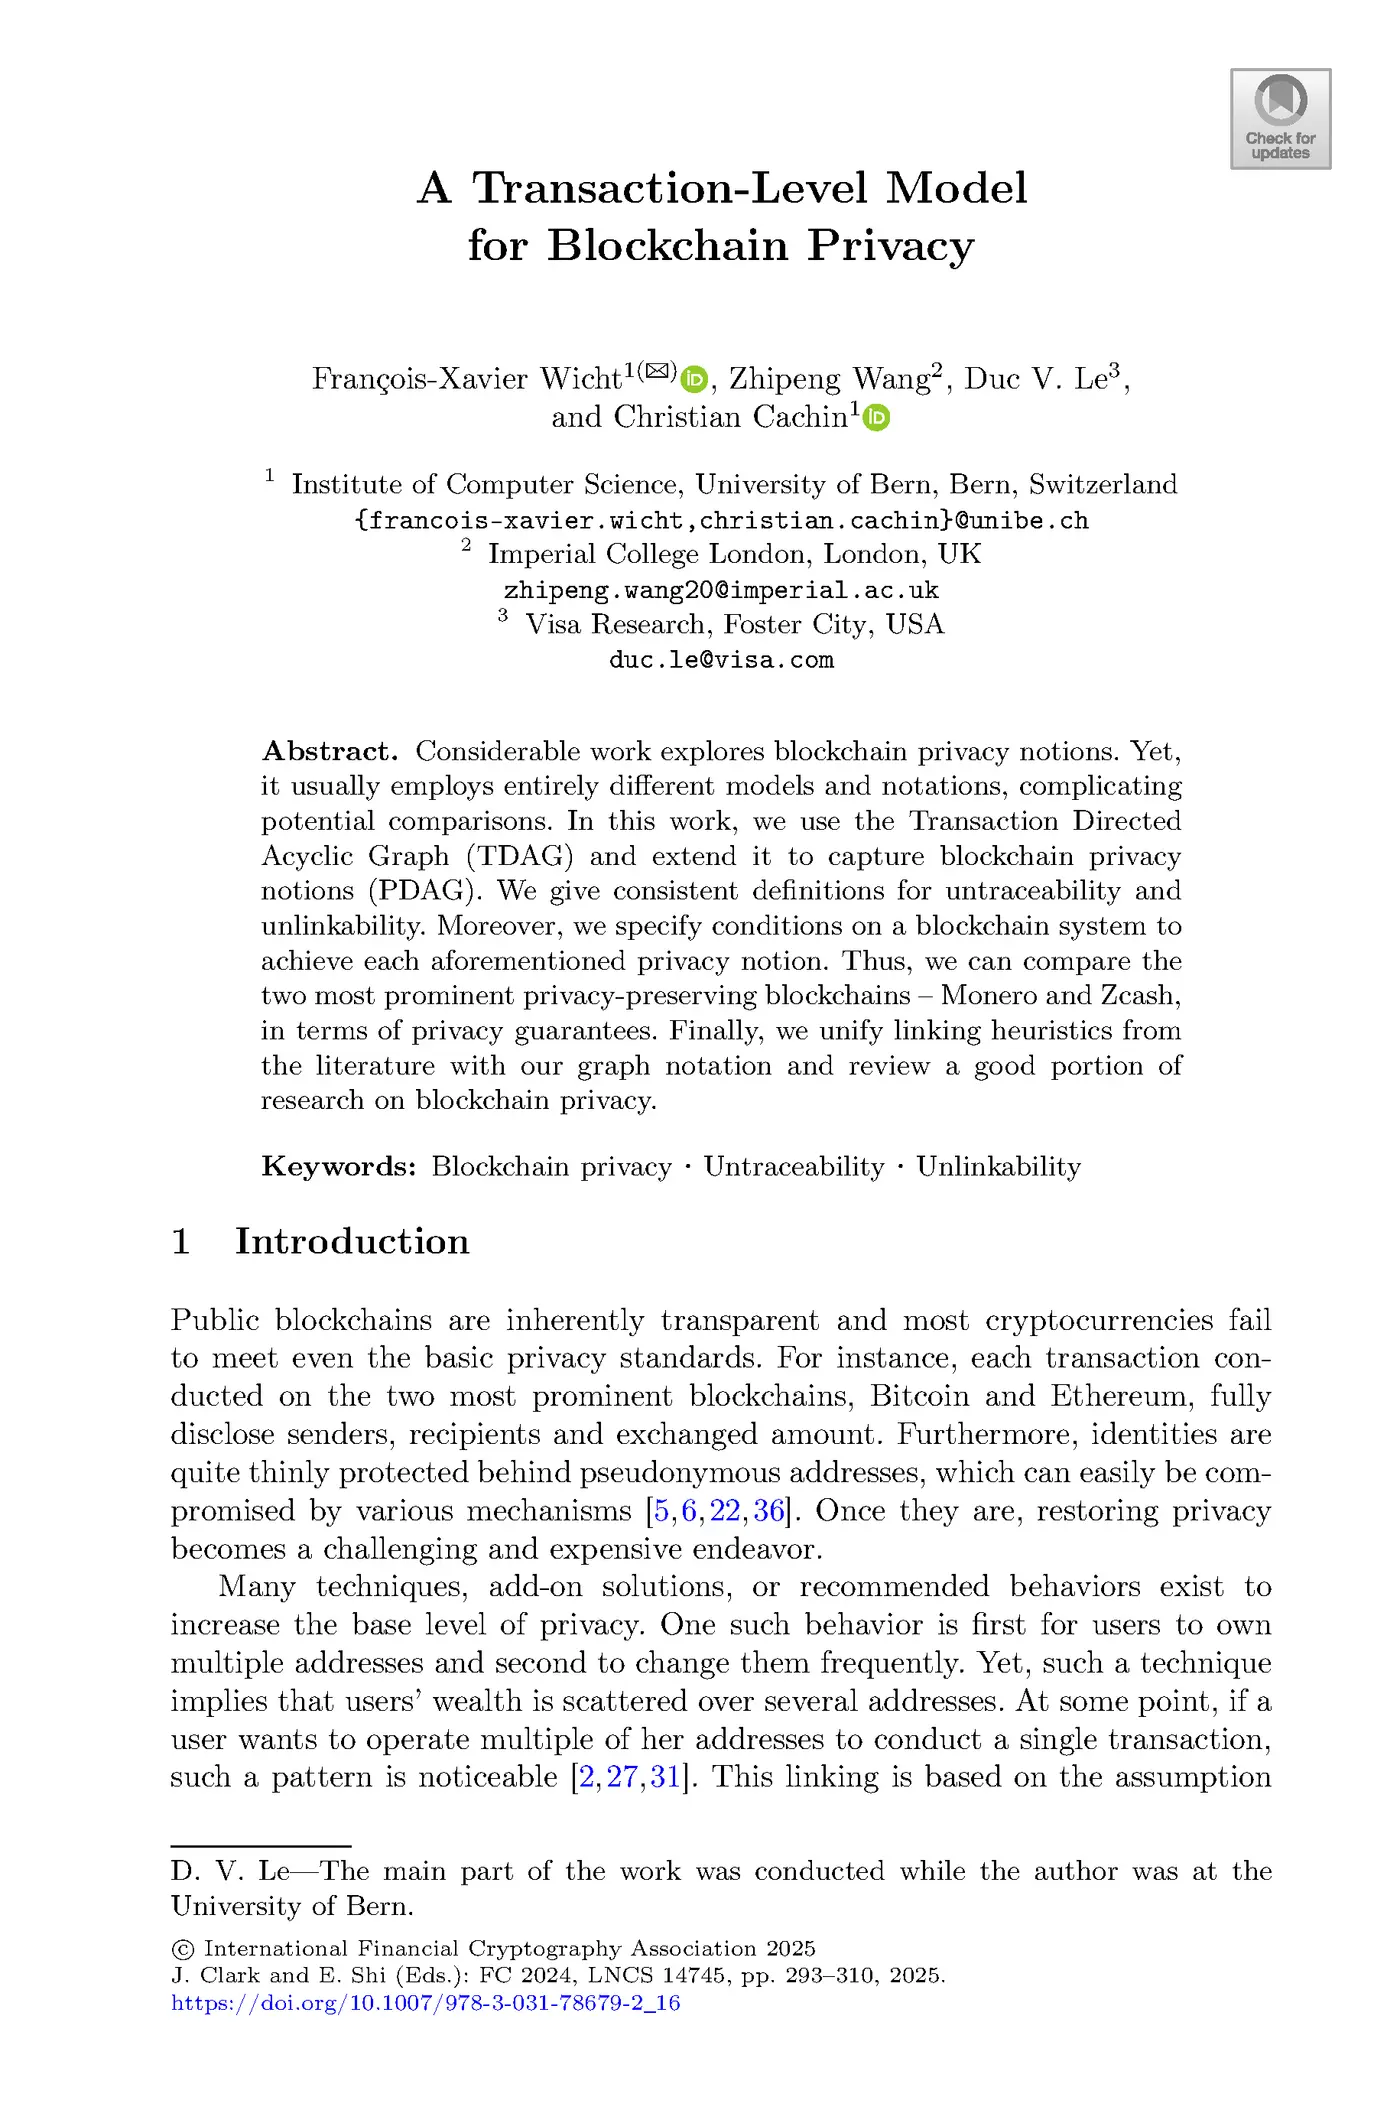 Check for
updates
A Transaction-Level Model
for Blockchain Privacy
François-Xavier Wicht1(✉), Zhipeng Wang2, Duc V. Le3,
and Christian Cachin1
1 Institute of Computer Science, University of Bern, Bern, Switzerland
{francois-xavier.wicht,christian.cachin}@unibe.ch
2 Imperial College London, London, UK
zhipeng.wang20@imperial.ac.uk
3 Visa Research, Foster City, USA
duc.le@visa.com
Abstract. Considerable work explores blockchain privacy notions. Yet,
it usually employs entirely different models and notations, complicating
potential comparisons. In this work, we use the Transaction Directed
Acyclic Graph (TDAG) and extend it to capture blockchain privacy
notions (PDAG). We give consistent definitions for untraceability and
unlinkability. Moreover, we specify conditions on a blockchain system to
achieve each aforementioned privacy notion. Thus, we can compare the
two most prominent privacy-preserving blockchains – Monero and Zcash,
in terms of privacy guarantees. Finally, we unify linking heuristics from
the literature with our graph notation and review a good portion of
research on blockchain privacy.
Keywords: Blockchain privacy · Untraceability · Unlinkability
1 Introduction
Public blockchains are inherently transparent and most cryptocurrencies fail
to meet even the basic privacy standards. For instance, each transaction con-
ducted on the two most prominent blockchains, Bitcoin and Ethereum, fully
disclose senders, recipients and exchanged amount. Furthermore, identities are
quite thinly protected behind pseudonymous addresses, which can easily be com-
promised by various mechanisms [5,6,22,36]. Once they are, restoring privacy
becomes a challenging and expensive endeavor.
Many techniques, add-on solutions, or recommended behaviors exist to
increase the base level of privacy. One such behavior is first for users to own
multiple addresses and second to change them frequently. Yet, such a technique
implies that users' wealth is scattered over several addresses. At some point, if a
user wants to operate multiple of her addresses to conduct a single transaction,
such a pattern is noticeable [2,27,31]. This linking is based on the assumption
D. V. Le—The main part of the work was conducted while the author was at the
University of Bern.
© International Financial Cryptography Association 2025
J. Clark and E. Shi (Eds.): FC 2024, LNCS 14745, pp. 293–310, 2025.
https://doi.org/10.1007/978-3-031-78679-2_16